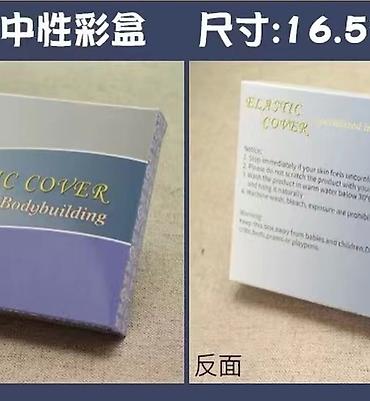 中性彩盒 尺寸:16.5
IC COVER
Bodybuilding
ELASTIC
COVER
specialized in
Notice:
1. Stop immediately if your skin feels uncomfor
2. Please do not scratch the product with your
3. Wash the product in warm water below 30°
and hang it naturally
4. Machine wash, bleach, exposure are prohibi
Warning:
Keep this box away from babies and children.D
cribs,beds,prams or playpens.
反面